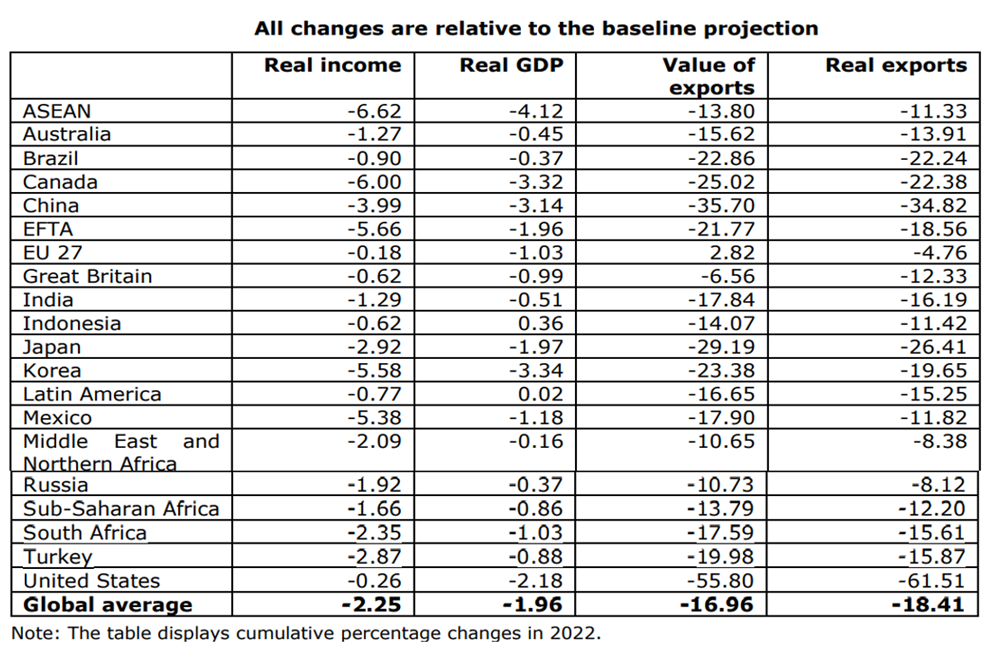 All changes are relative to the baseline projection
Real income Real GDP Value of exports Real exports
ASEAN -6.62 -4.12 -13.80 -11.33
Australia -1.27 -0.45 -15.62 -13.91
Brazil -0.90 -0.37 -22.86 -22.24
Canada -6.00 -3.32 -25.02 -22.38
China -3.99 -3.14 -35.70 -34.82
EFTA -5.66 -1.96 -21.77 -18.56
EU 27 -0.18 -1.03 2.82 -4.76
Great Britain -0.62 -0.99 -6.56 -12.33
India -1.29 -0.51 -17.84 -16.19
Indonesia -0.62 0.36 -14.07 -11.42
Japan -2.92 -1.97 -29.19 -26.41
Korea -5.58 -3.34 -23.38 -19.65
Latin America -0.77 0.02 -16.65 -15.25
Mexico -5.38 -1.18 -17.90 -11.82
Middle East and Northern Africa -2.09 -0.16 -10.65 -8.38
Russia -1.92 -0.37 -10.73 -8.12
Sub-Saharan Africa -1.66 -0.86 -13.79 -12.20
South Africa -2.35 -1.03 -17.59 -15.61
Turkey -2.87 -0.88 -19.98 -15.87
United States -0.26 -2.18 -55.80 -61.51
Global average -2.25 -1.96 -16.96 -18.41
Note: The table displays cumulative percentage changes in 2022.